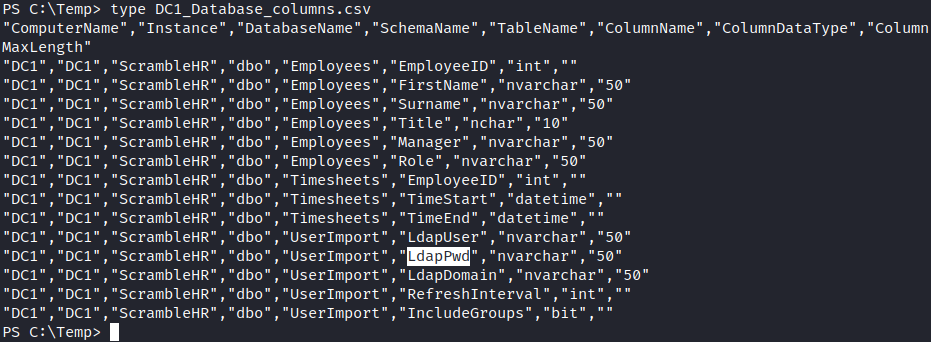 PS C:\Temp> type DC1_Database_columns.csv
"ComputerName","Instance","DatabaseName","SchemaName","TableName","ColumnName","ColumnDataType","Column
MaxLength"
"DC1","DC1","ScrambleHR","dbo","Employees","EmployeeID","int",""
"DC1","DC1","ScrambleHR","dbo","Employees","FirstName","nvarchar","50"
"DC1","DC1","ScrambleHR","dbo","Employees","Surname","nvarchar","50"
"DC1","DC1","ScrambleHR","dbo","Employees","Title","nchar","10"
"DC1","DC1","ScrambleHR","dbo","Employees","Manager","nvarchar","50"
"DC1","DC1","ScrambleHR","dbo","Employees","Role","nvarchar","50"
"DC1","DC1","ScrambleHR","dbo","Timesheets","EmployeeID","int",""
"DC1","DC1","ScrambleHR","dbo","Timesheets","TimeStart","datetime",""
"DC1","DC1","ScrambleHR","dbo","Timesheets","TimeEnd","datetime",""
"DC1","DC1","ScrambleHR","dbo","UserImport","LdapUser","nvarchar","50"
"DC1","DC1","ScrambleHR","dbo","UserImport","LdapPwd","nvarchar","50"
"DC1","DC1","ScrambleHR","dbo","UserImport","LdapDomain","nvarchar","50"
"DC1","DC1","ScrambleHR","dbo","UserImport","RefreshInterval","int",""
"DC1","DC1","ScrambleHR","dbo","UserImport","IncludeGroups","bit",""
PS C:\Temp>